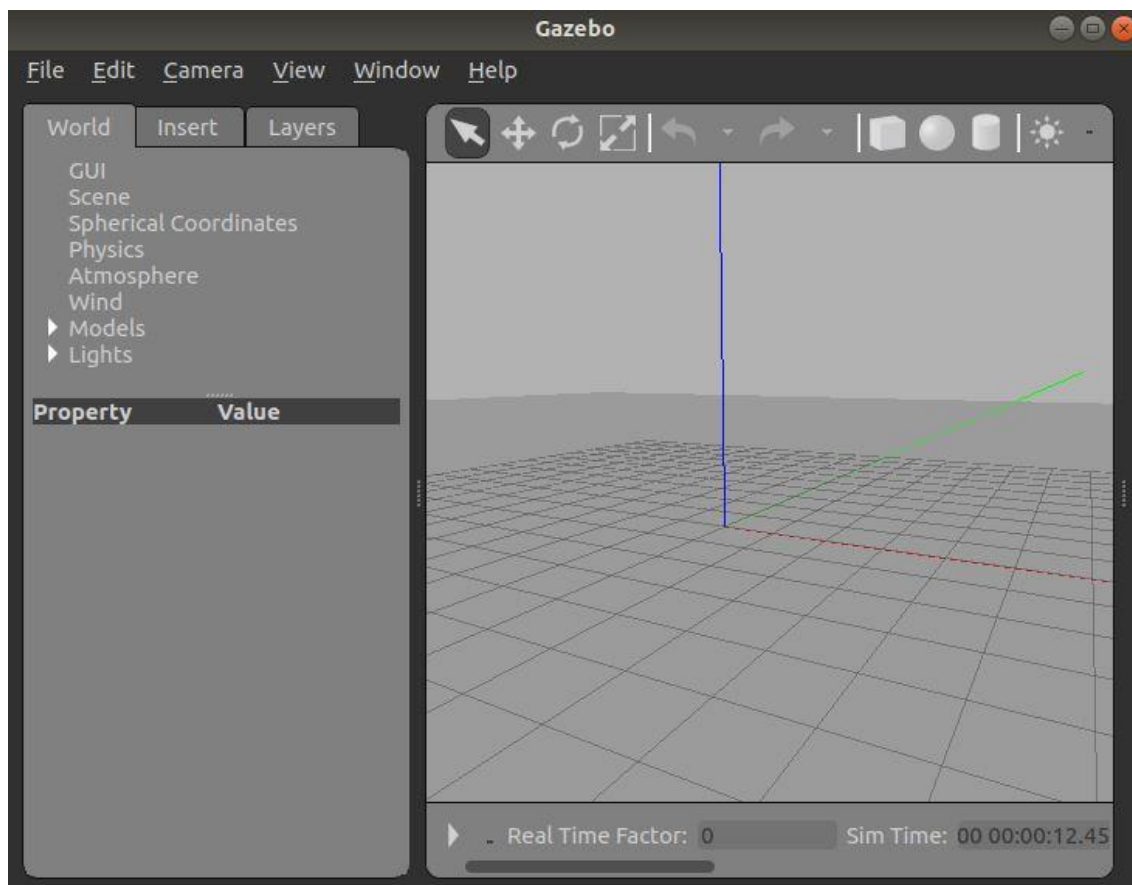 Gazebo
File Edit Camera View Window Help
World Insert Layers
GUI
Scene
Spherical Coordinates
Physics
Atmosphere
Wind
Models
Lights
Property Value
Real Time Factor: 0 Sim Time: 00 00:00:12.45